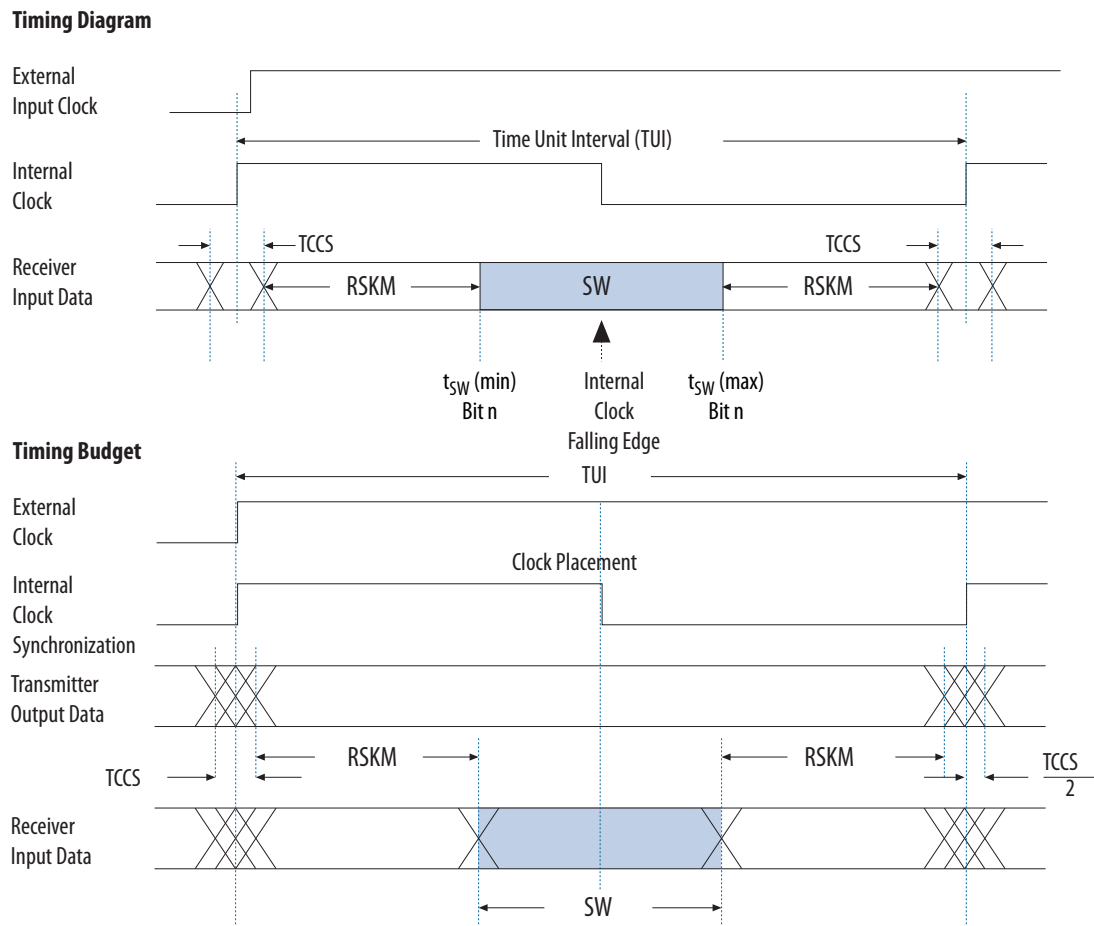 Timing Diagram
External
Input Clock
Time Unit Interval (TUI)
Internal
Clock
TCCS
TCCS
Receiver
Input Data
RSKM
SW
RSKM
tSW (min)
Bit n
Internal
Clock
Falling Edge
tSW (max)
Bit n
Timing Budget
TUI
External
Clock
Clock Placement
Internal
Clock
Synchronization
Transmitter
Output Data
RSKM
RSKM
TCCS
TCCS
2
Receiver
Input Data
SW